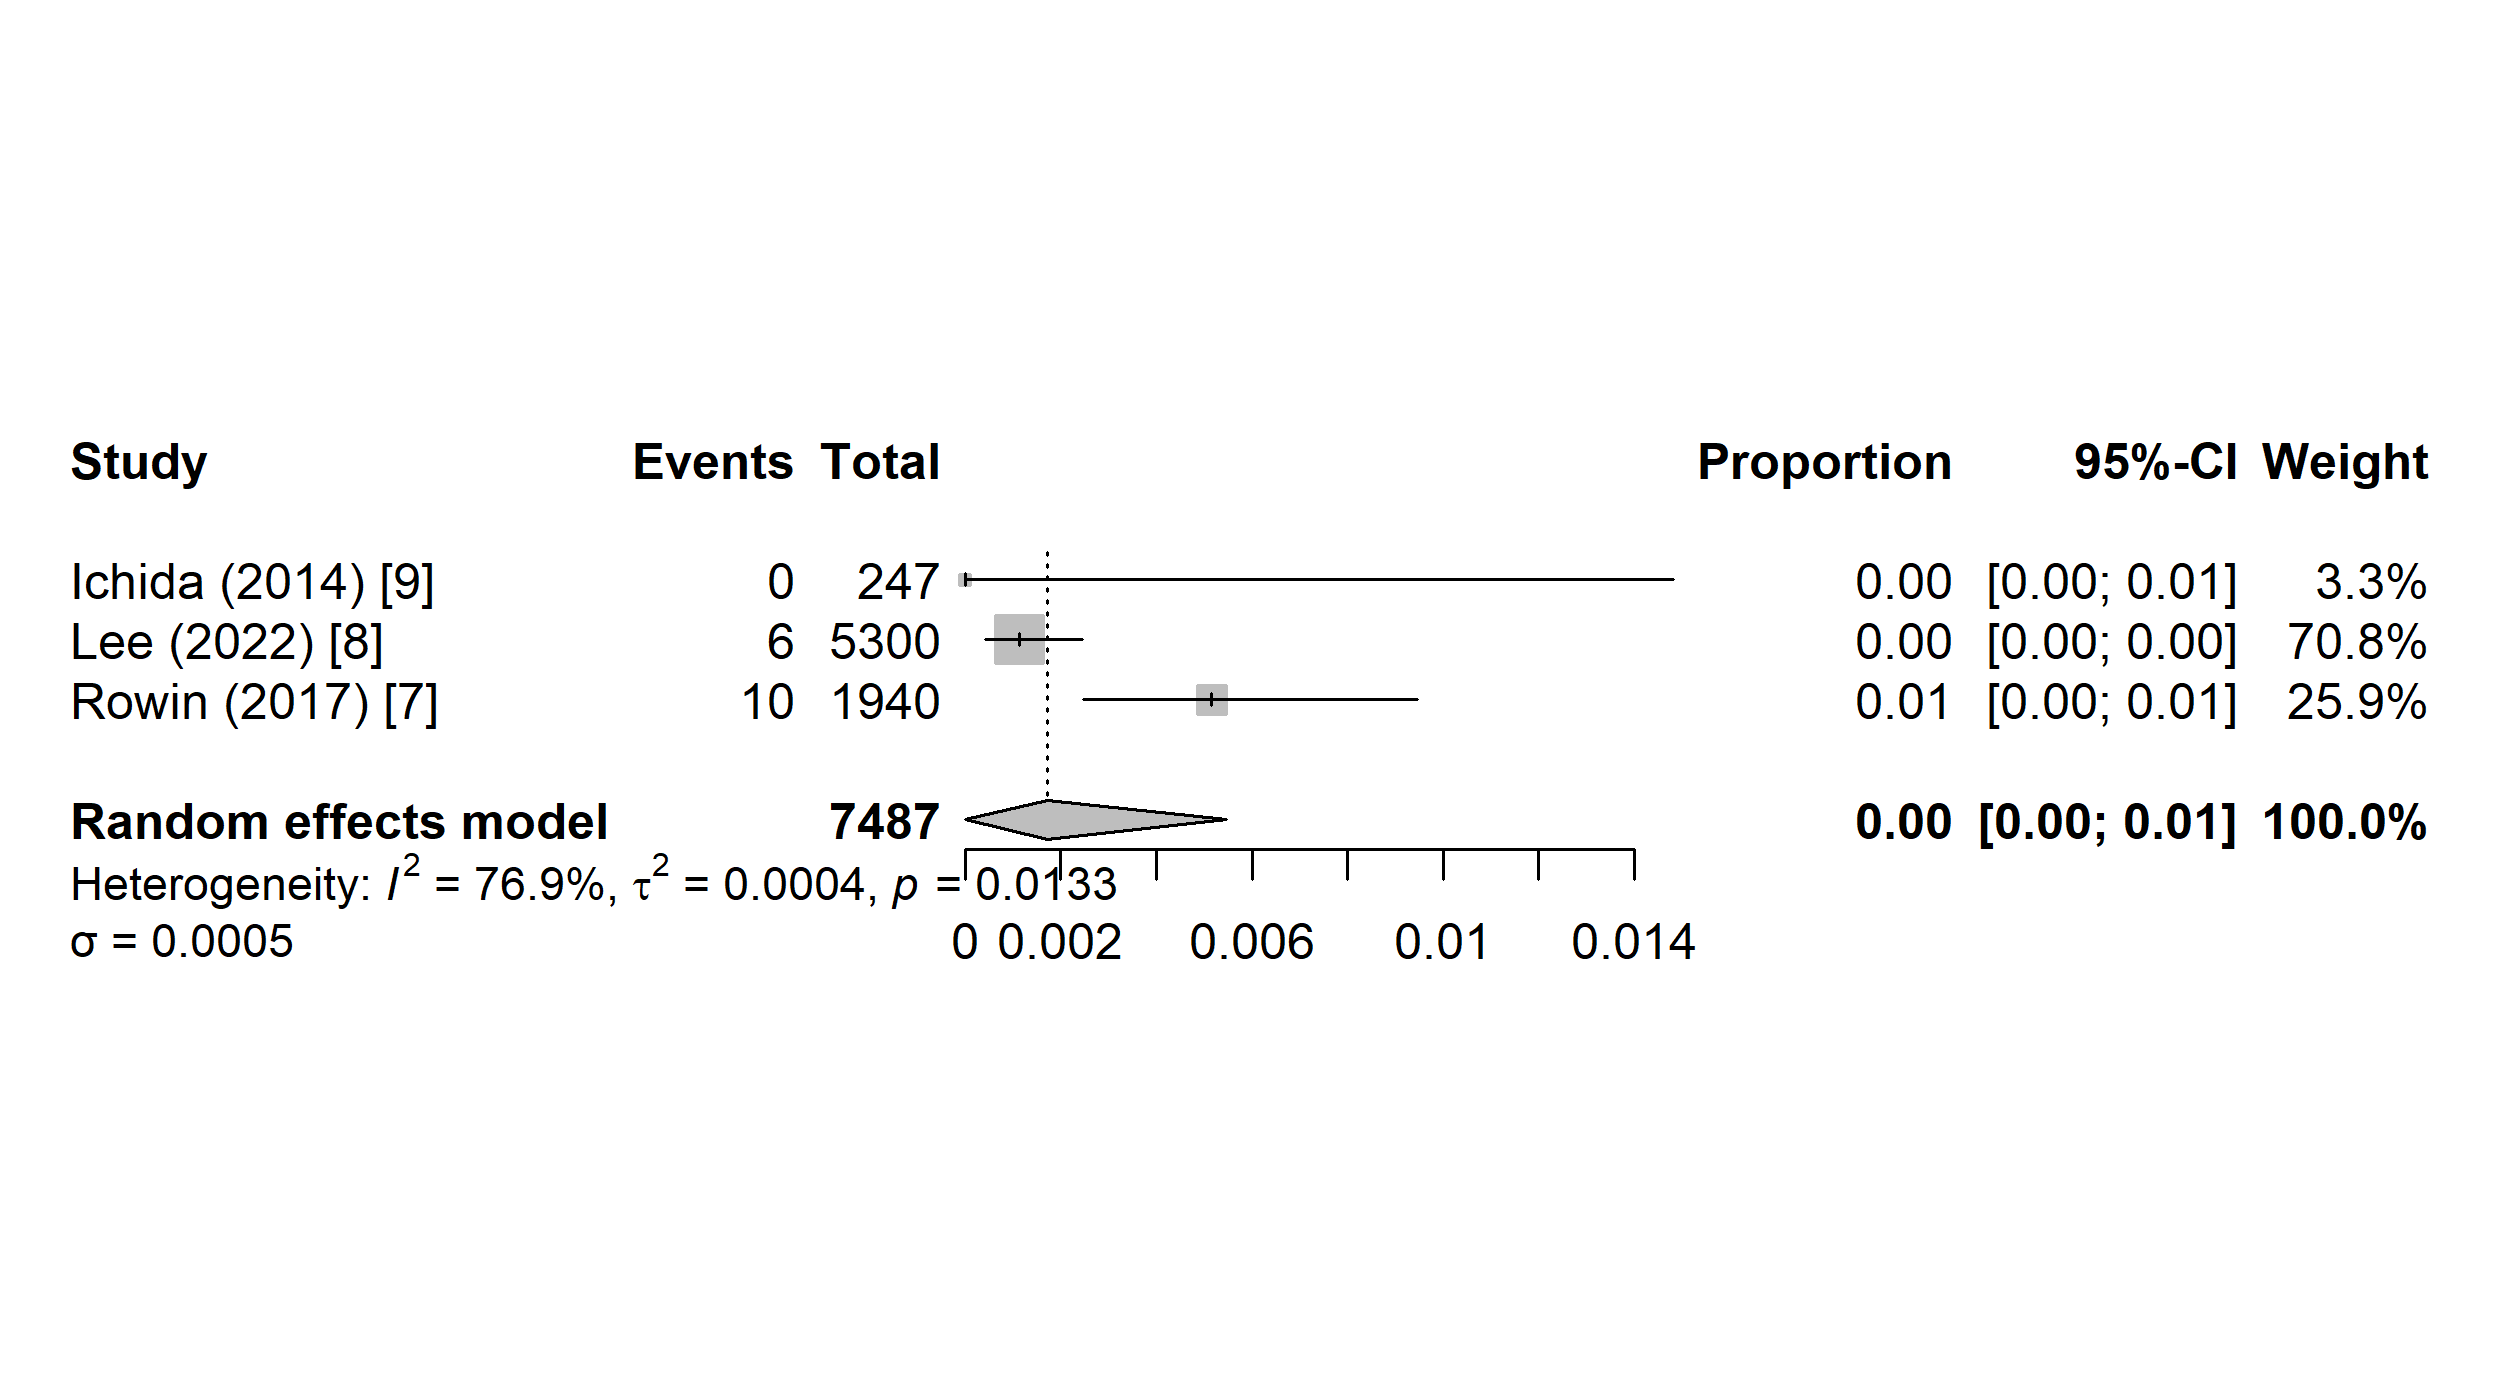 Study Events Total Proportion 95%-CI Weight
Ichida (2014) [9] 0 247 0.00 [0.00; 0.01] 3.3%
Lee (2022) [8] 6 5300 0.00 [0.00; 0.00] 70.8%
Rowin (2017) [7] 10 1940 0.01 [0.00; 0.01] 25.9%
Random effects model 7487 0.00 [0.00; 0.01] 100.0%
Heterogeneity: I² = 76.9%, τ² = 0.0004, p = 0.0133
σ = 0.0005
0 0.002 0.006 0.01 0.014